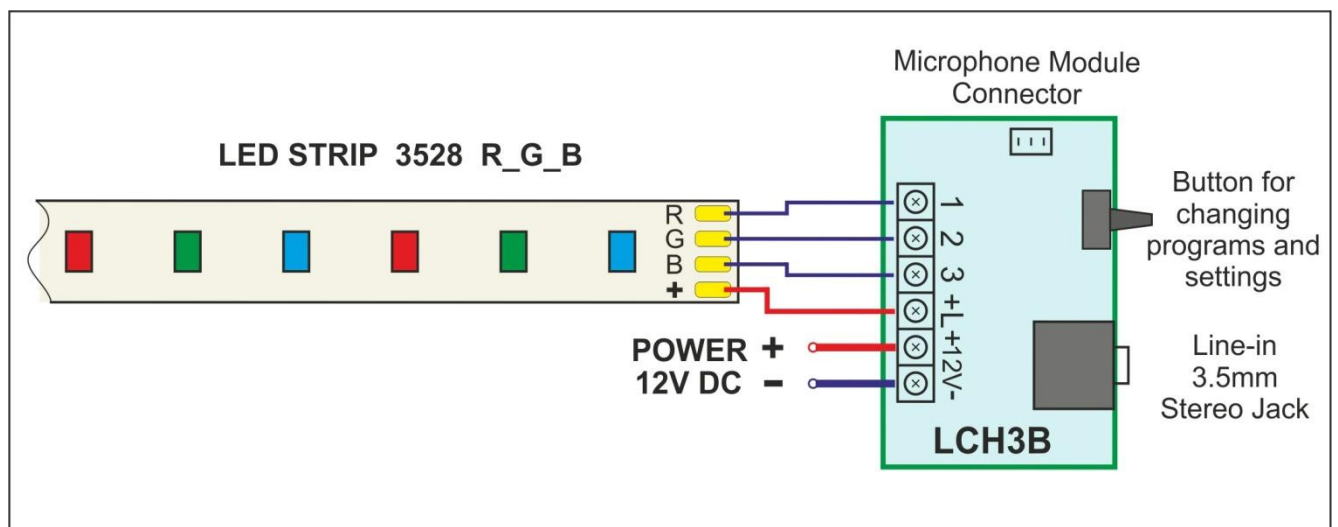 Microphone Module
Connector
LED STRIP 3528 R_G_B
R
G
B
+
1
2
3
+L
+12V-
POWER +
12V DC -
Button for
changing
programs and
settings
Line-in
3.5mm
Stereo Jack
LCH3B